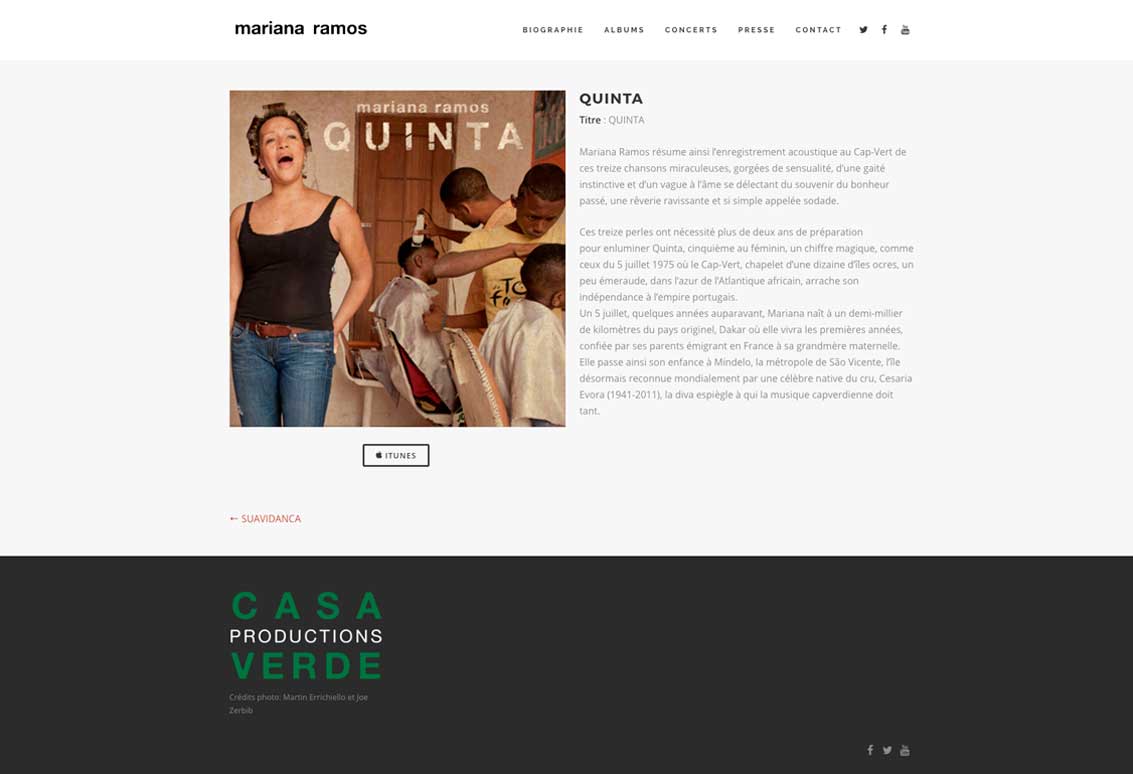 mariana ramos
BIOGRAPHIE ALBUMS CONCERTS PRESSE CONTACT
mariana ramos
QUINTA
QUINTA
Titre : QUINTA
Mariana Ramos résume ainsi l’enregistrement acoustique au Cap-Vert de
ces treize chansons miraculeuses, gorgées de sensualité, d’une gaité
instinctive et d’un vague à l’âme se délectant du souvenir du bonheur
passé, une rêverie ravissante et si simple appelée sodade.
Ces treize perles ont nécessité plus de deux ans de préparation
pour enluminer Quinta, cinquième au féminin, un chiffre magique, comme
ceux du 5 juillet 1975 où le Cap-Vert, chapelet d’une dizaine d’îles ocres, un
peu émeraude, dans l’azur de l’Atlantique africain, arrache son
indépendance à l’empire portugais.
Un 5 juillet, quelques années auparavant, Mariana naît à un demi-millier
de kilomètres du pays originel, Dakar où elle vivra les premières années,
confiée par ses parents émigrant en France à sa grandmère maternelle.
Elle passe ainsi son enfance à Mindelo, la métropole de São Vicente, l’île
désormais reconnue mondialement par une célèbre native du cru, Cesaria
Evora (1941-2011), la diva espiègle à qui la musique capverdienne doit
tant.
ITUNES
← SUAVIDANCA
CASA
PRODUCTIONS
VERDE
Crédits photo: Martin Errichiello et Joe
Zerbib